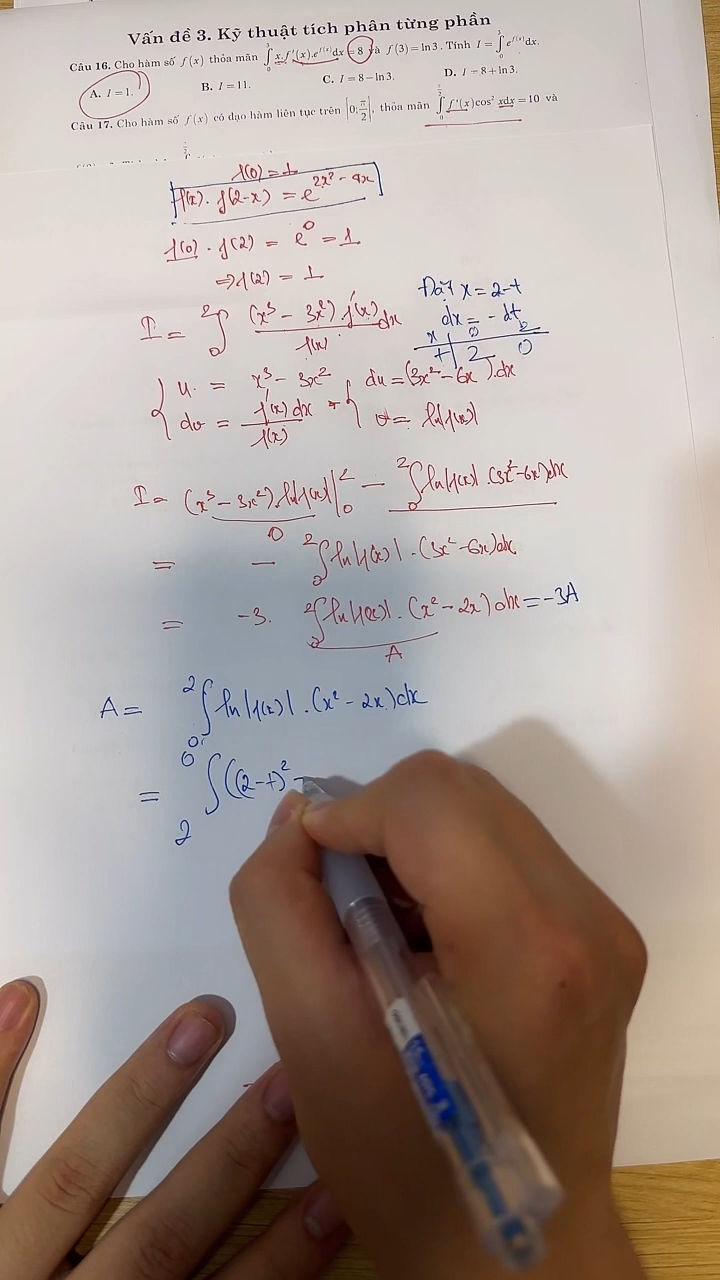 Vấn đề 3. Kỹ thuật tích phân từng phần
Câu 16. Cho hàm số f(x) thỏa mãn ∫₀³ x.f'(x).e^{f(x)}dx = 8 và f(3) = ln3. Tính I = ∫₀³ e^{f(x)}dx.
A. I = 1. B. I = 11. C. I = 8 − ln3. D. I = 8 + ln3.
Câu 17. Cho hàm số f(x) có đạo hàm liên tục trên [0; π/2], thỏa mãn ∫₀^{π/2} f'(x)cos²xdx = 10 và
f(0) = 1
f(x). f(2-x) = e^{2x² - 4x}
f(0) . f(2) = e⁰ = 1
⇒ f(2) = 1
Đặt x = 2-t
dx = -dt
x 0 2
t 2 0
I = ∫₀² (x³ - 3x²) f'(x) / f(x) dx
u = x³ - 3x² du = (3x² - 6x).dx
dv = f'(x) dx / f(x) v = ln|f(x)|
I = (x³ - 3x²).ln|f(x)| |₀² - ∫₀² ln|f(x)| .(3x² - 6x)dx
0
= - ∫₀² ln|f(x)| .(3x² - 6x)dx
= -3. ∫₀² ln|f(x)|. (x² - 2x) dx = -3A
A
A = ∫₀² ln|f(x)| .(x² - 2x)dx
= ∫₂⁰ ((2-t)² -